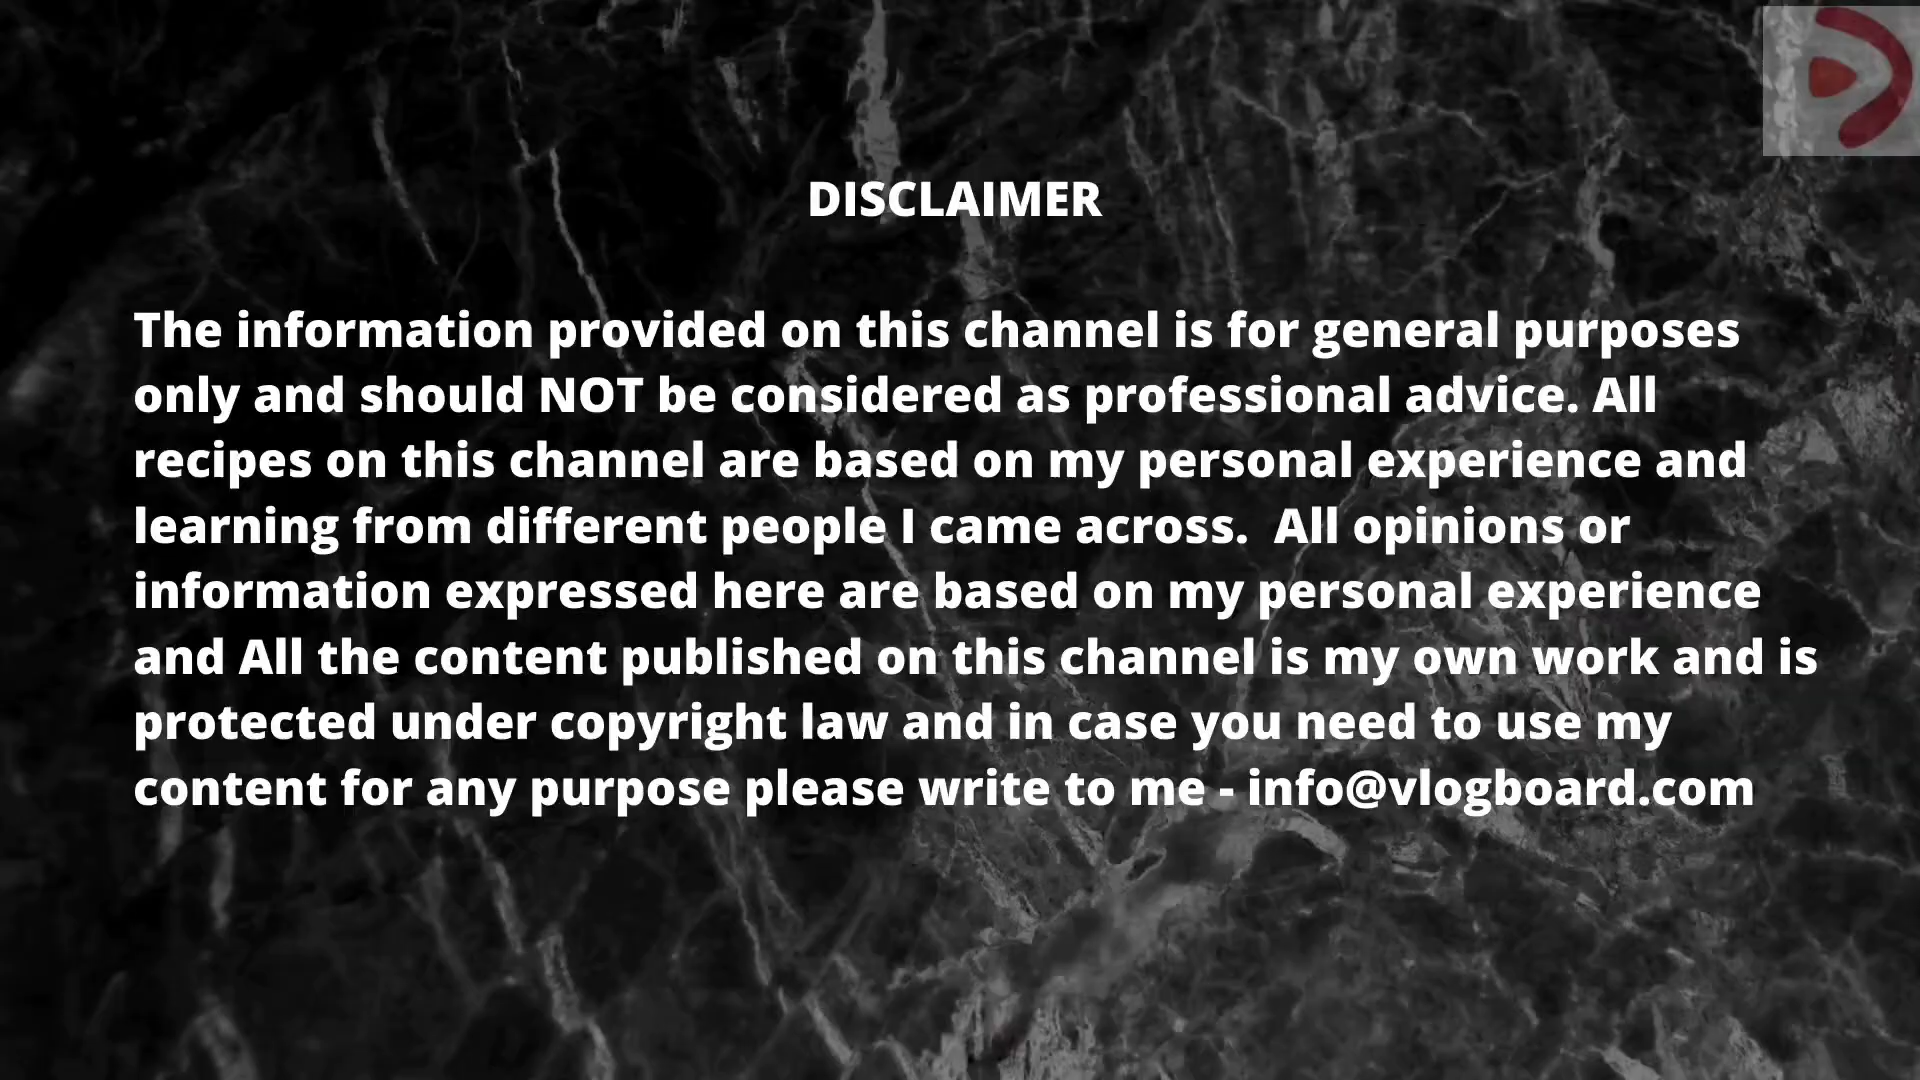 DISCLAIMER
The information provided on this channel is for general purposes
only and should NOT be considered as professional advice. All
recipes on this channel are based on my personal experience and
learning from different people I came across.  All opinions or
information expressed here are based on my personal experience
and All the content published on this channel is my own work and is
protected under copyright law and in case you need to use my
content for any purpose please write to me - info@vlogboard.com